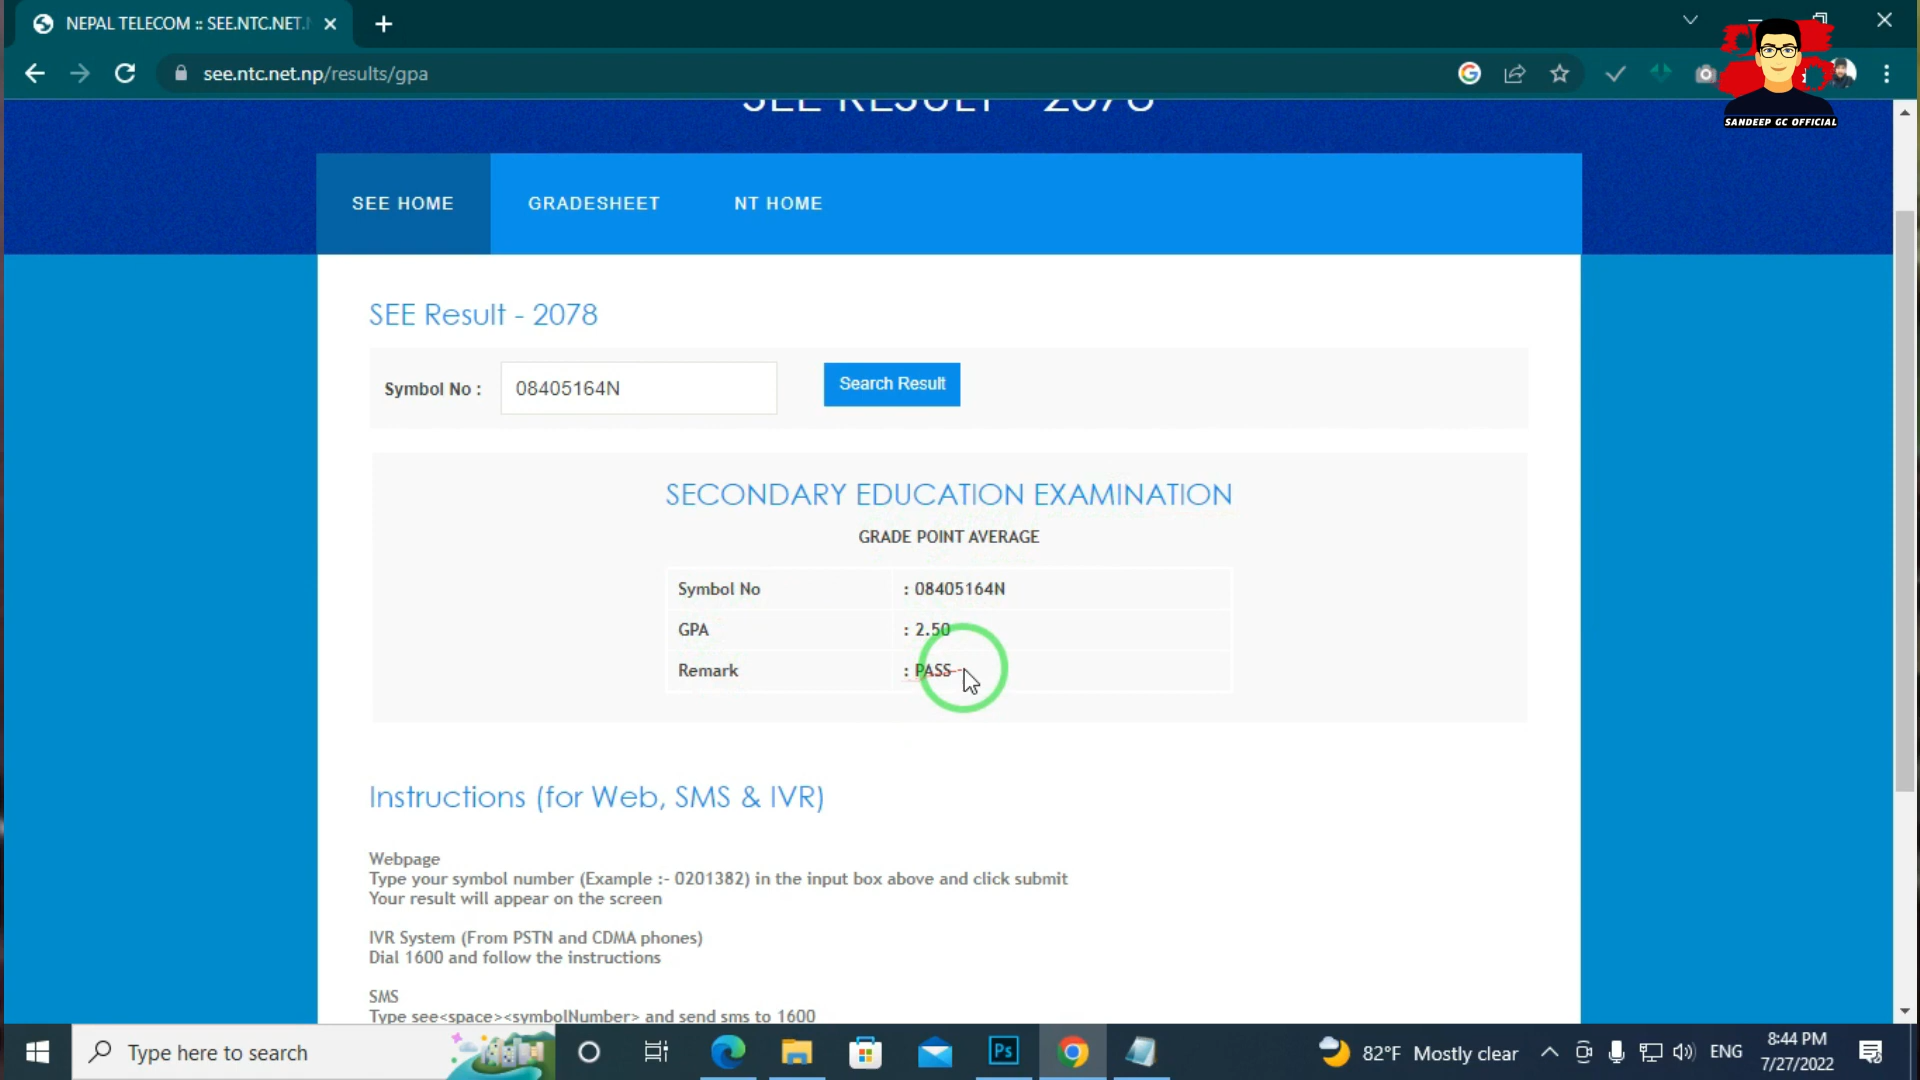 NEPAL TELECOM :: SEE.NTC.NET.
see.ntc.net.np/results/gpa
SANDEEP GC OFFICIAL
SEE RESULT - 2078
SEE HOME
GRADESHEET
NT HOME
SEE Result - 2078
Symbol No :
08405164N
Search Result
SECONDARY EDUCATION EXAMINATION
GRADE POINT AVERAGE
Symbol No : 08405164N
GPA : 2.50
Remark : PASS
Instructions (for Web, SMS & IVR)
Webpage
Type your symbol number (Example :- 0201382) in the input box above and click submit
Your result will appear on the screen
IVR System (From PSTN and CDMA phones)
Dial 1600 and follow the instructions
SMS
Type see<space><symbolNumber> and send sms to 1600
Type here to search
Ps
82°F Mostly clear
ENG
8:44 PM
7/27/2022